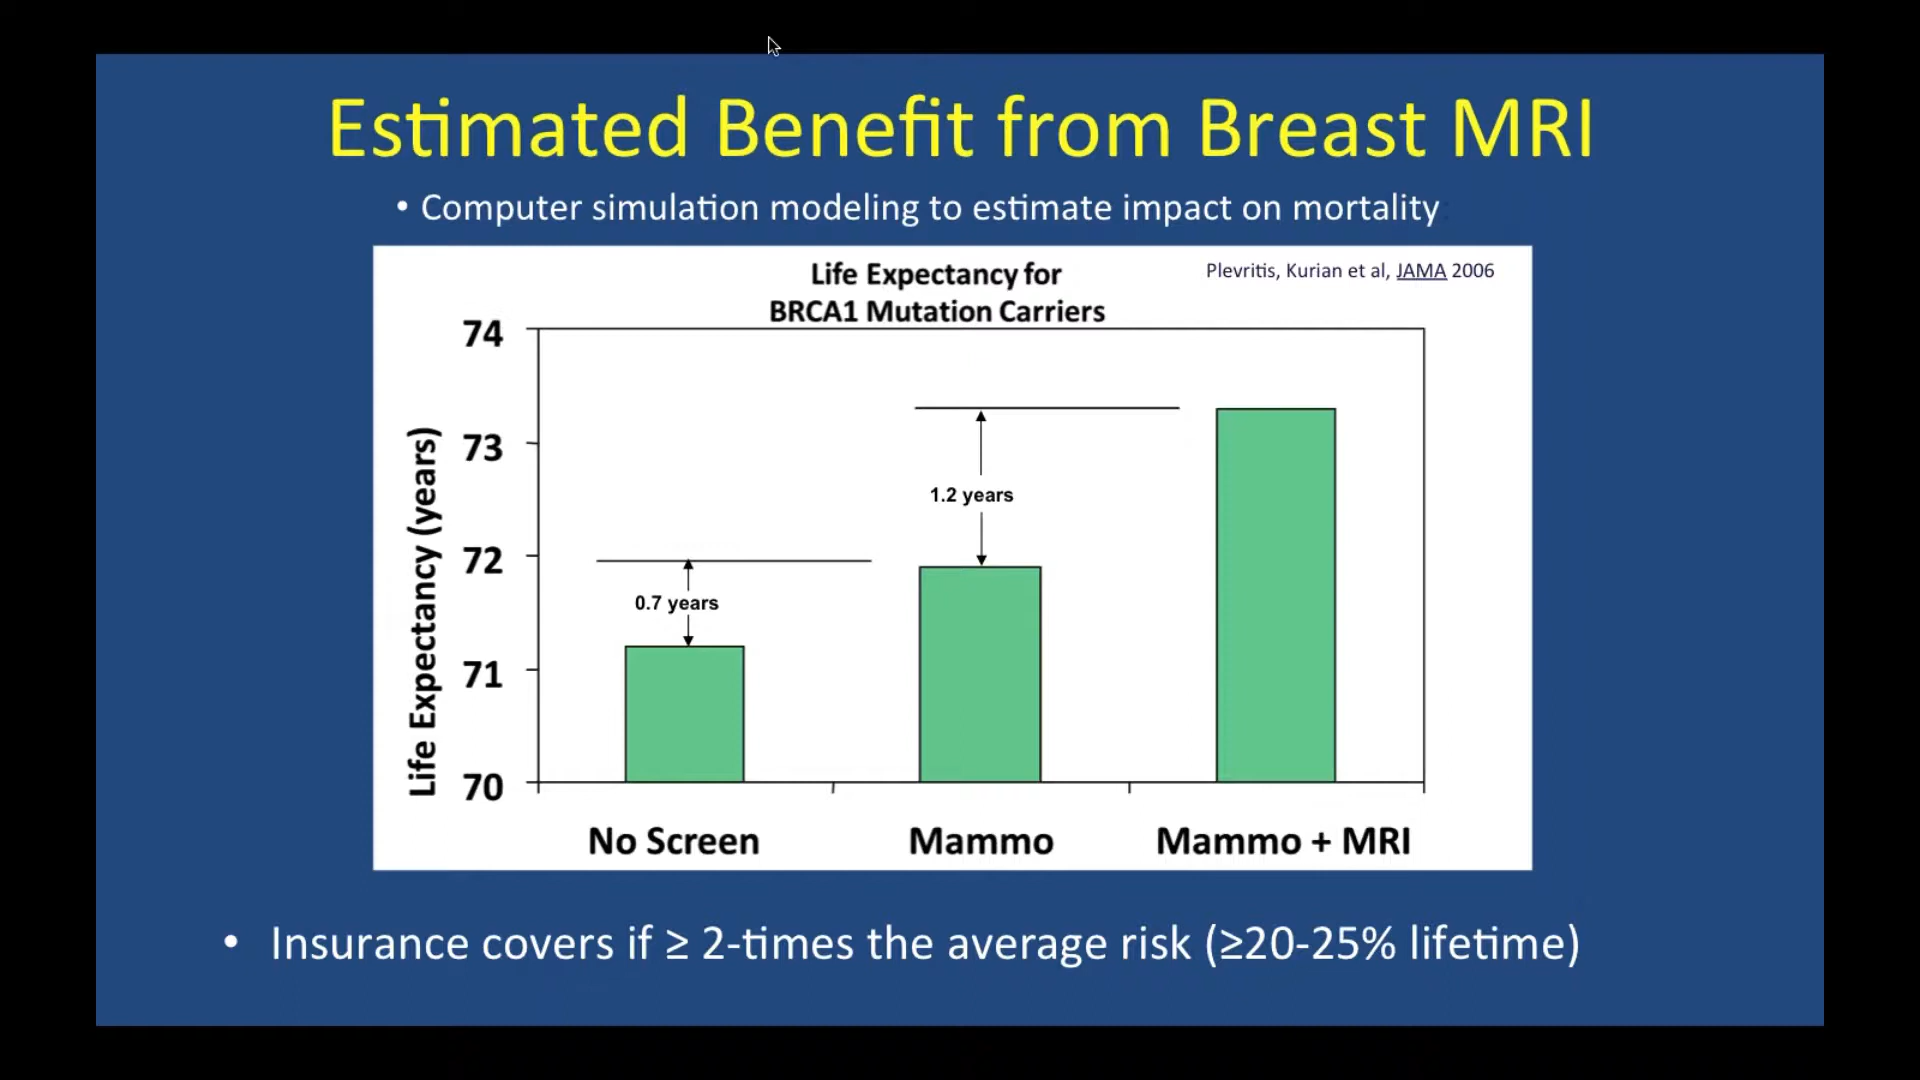 Estimated Benefit from Breast MRI
• Computer simulation modeling to estimate impact on mortality
Life Expectancy for
BRCA1 Mutation Carriers
Plevritis, Kurian et al, JAMA 2006
Life Expectancy (years)
74
73
72
71
70
0.7 years
1.2 years
No Screen
Mammo
Mammo + MRI
• Insurance covers if ≥ 2-times the average risk (≥20-25% lifetime)